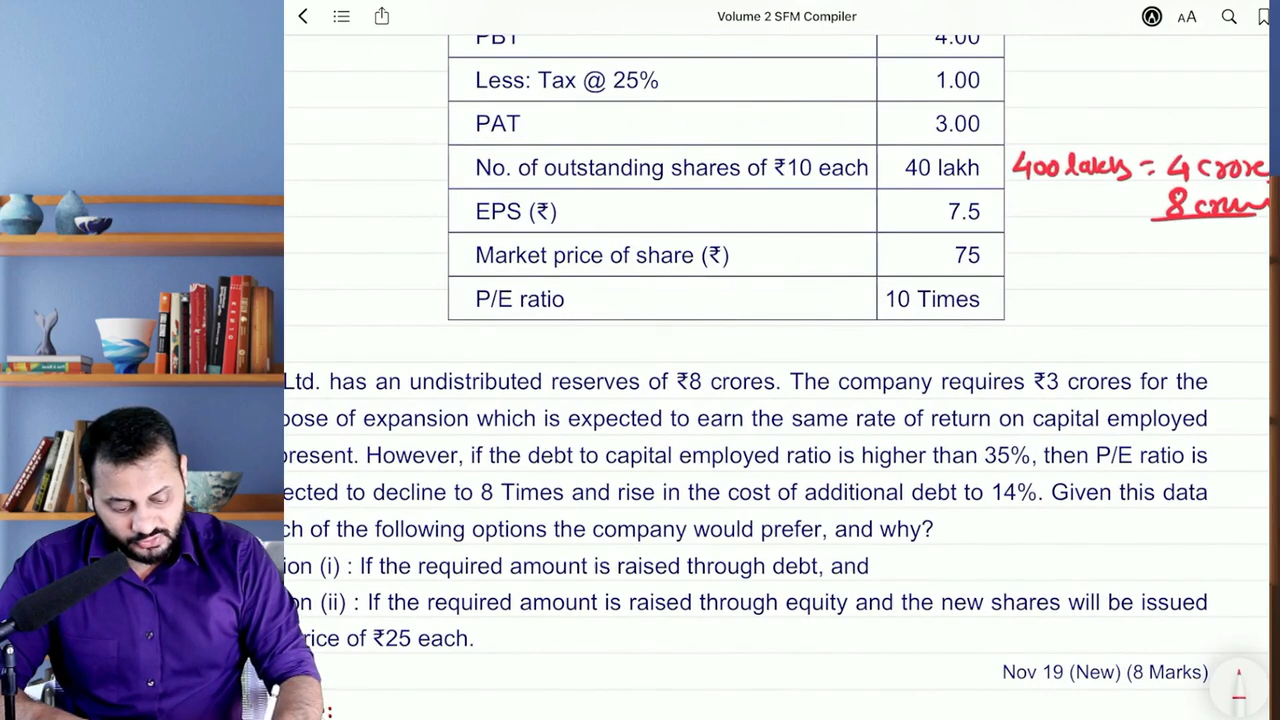 Volume 2 SFM Compiler
AA
PBT 4.00
Less: Tax @ 25% 1.00
PAT 3.00
No. of outstanding shares of ₹10 each 40 lakh 400 lakhs = 4 crore
8 crore
EPS (₹) 7.5
Market price of share (₹) 75
P/E ratio 10 Times
Ltd. has an undistributed reserves of ₹8 crores. The company requires ₹3 crores for the
pose of expansion which is expected to earn the same rate of return on capital employed
present. However, if the debt to capital employed ratio is higher than 35%, then P/E ratio is
ected to decline to 8 Times and rise in the cost of additional debt to 14%. Given this data
ch of the following options the company would prefer, and why?
ion (i) : If the required amount is raised through debt, and
on (ii) : If the required amount is raised through equity and the new shares will be issued
rice of ₹25 each.
Nov 19 (New) (8 Marks)
: